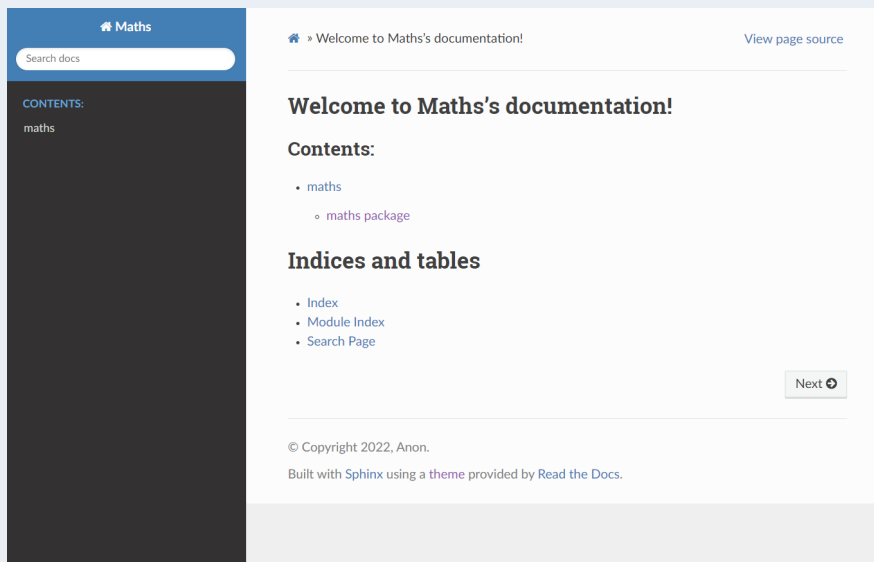 Maths
Search docs
CONTENTS:
maths
» Welcome to Maths’s documentation!
View page source
Welcome to Maths’s documentation!
Contents:
maths
maths package
Indices and tables
Index
Module Index
Search Page
Next
© Copyright 2022, Anon.
Built with Sphinx using a theme provided by Read the Docs.